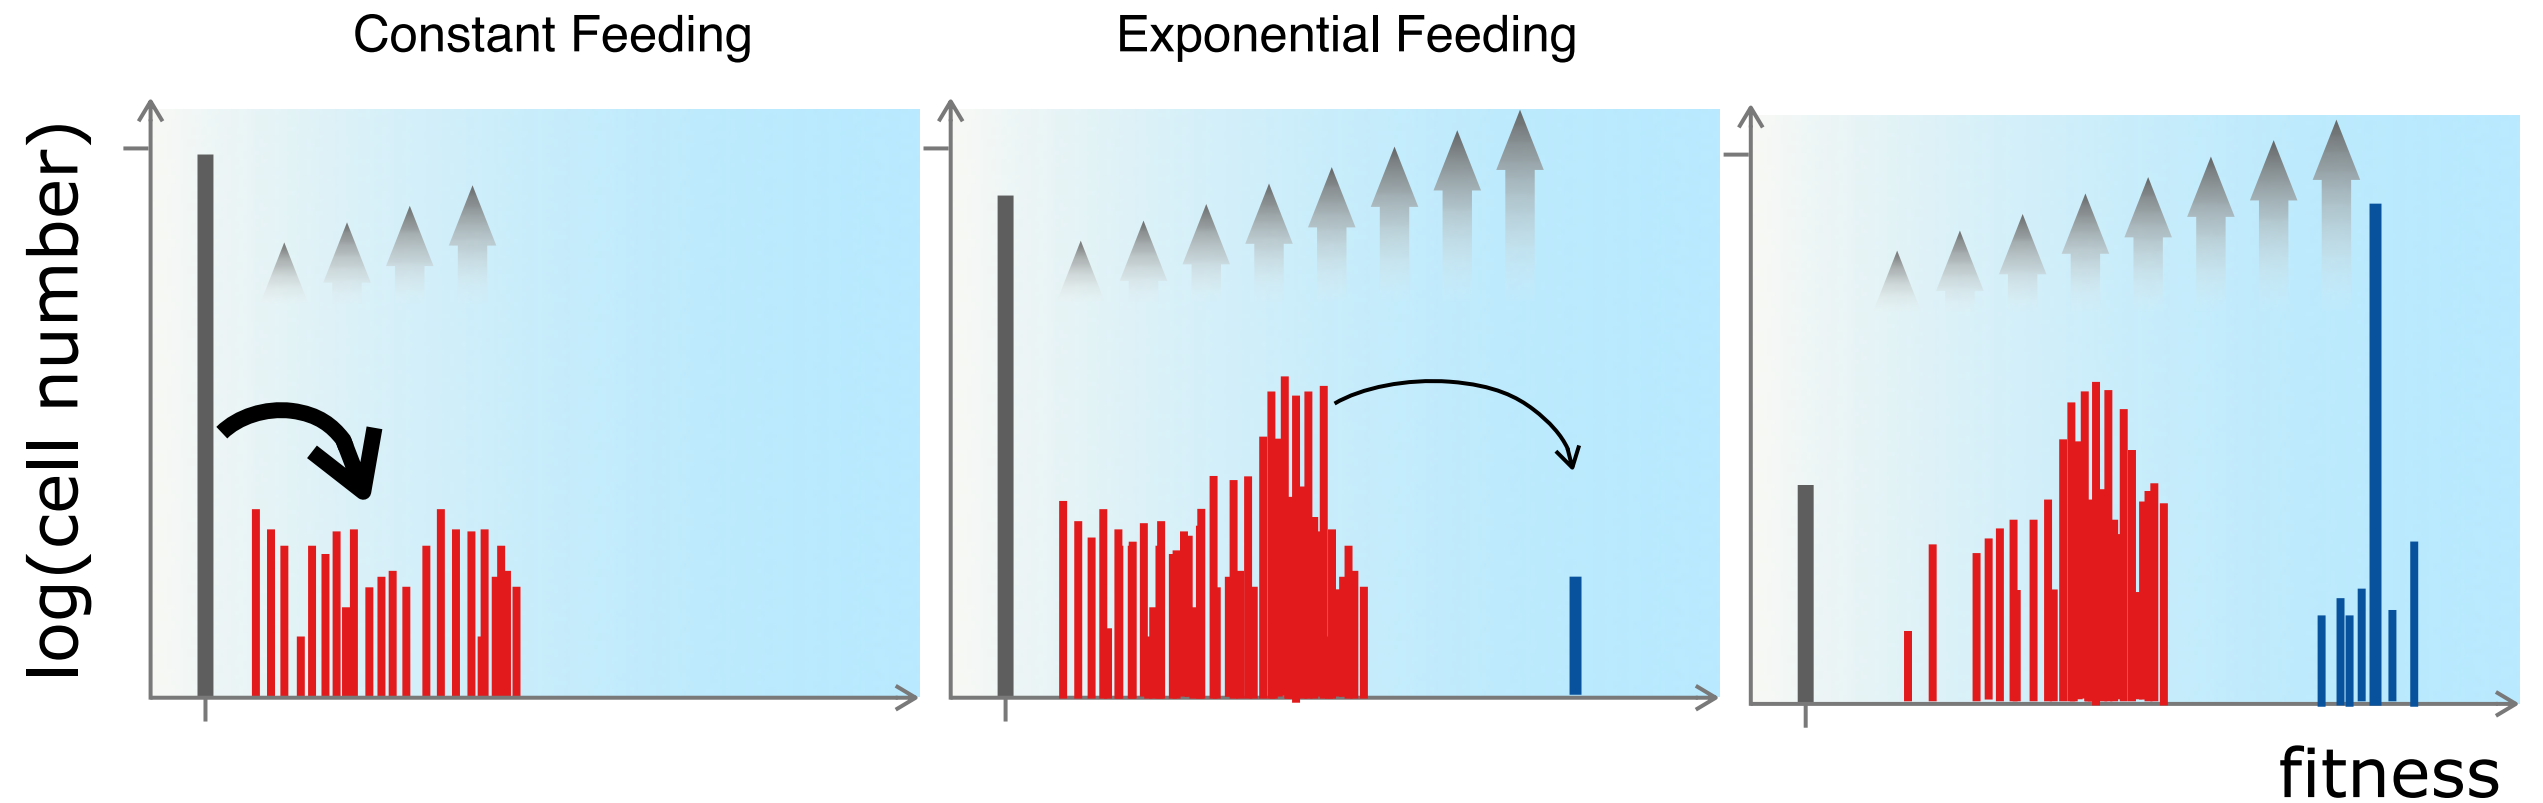 Constant Feeding
Exponential Feeding
log(cell number)
fitness